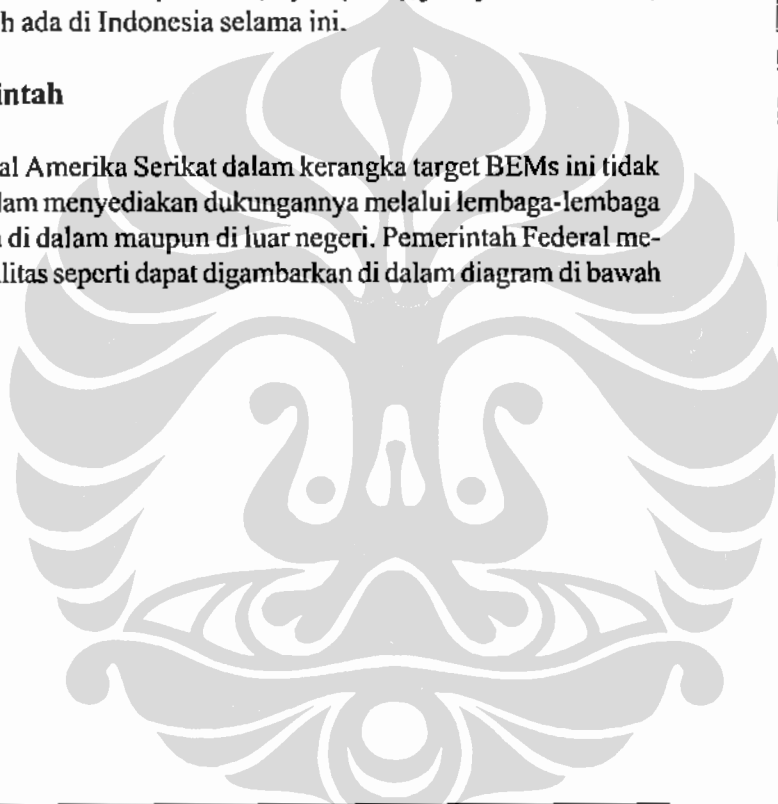 h ada di Indonesia selama ini.
intah
al Amerika Serikat dalam kerangka target BEMs ini tidak
lam menyediakan dukungannya melalui lembaga-lembaga
di dalam maupun di luar negeri. Pemerintah Federal me-
litas seperti dapat digambarkan di dalam diagram di bawah